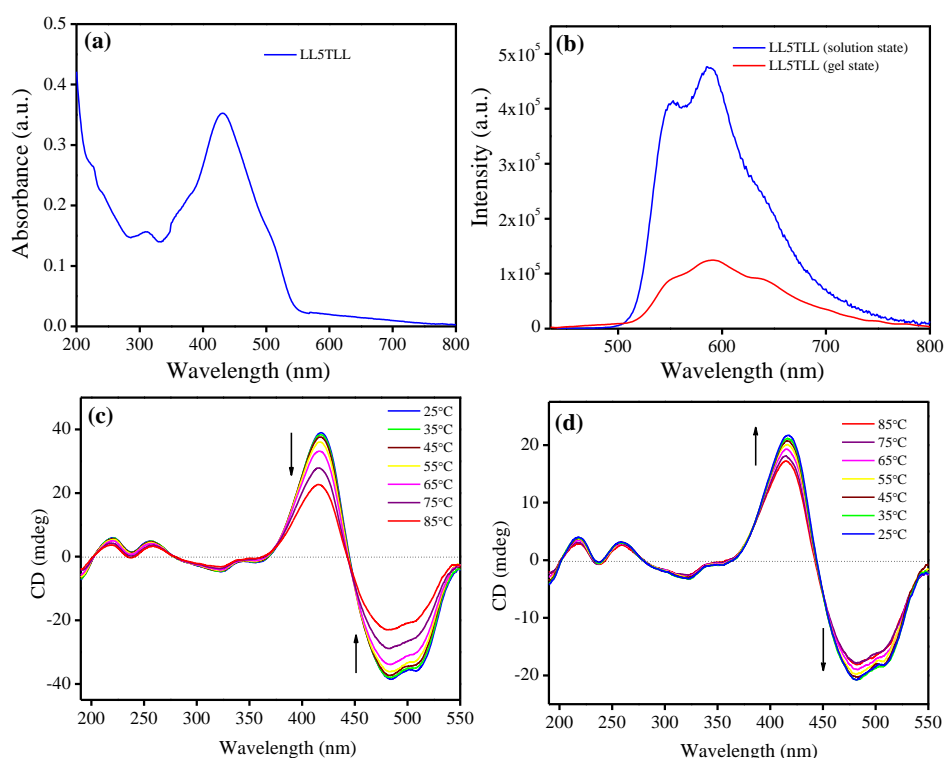 (a)
LL5TLL
0.5
0.4
0.3
0.2
0.1
0.0
Absorbance (a.u.)
200 300 400 500 600 700 800
Wavelength (nm)
(b)
LL5TLL (solution state)
LL5TLL (gel state)
5x10⁵
4x10⁵
3x10⁵
2x10⁵
1x10⁵
0
Intensity (a.u.)
500 600 700 800
Wavelength (nm)
(c)
25°C
35°C
45°C
55°C
65°C
75°C
85°C
40
20
0
-20
-40
CD (mdeg)
200 250 300 350 400 450 500 550
Wavelength (nm)
(d)
85°C
75°C
65°C
55°C
45°C
35°C
25°C
20
10
0
-10
-20
CD (mdeg)
200 250 300 350 400 450 500 550
Wavelength (nm)